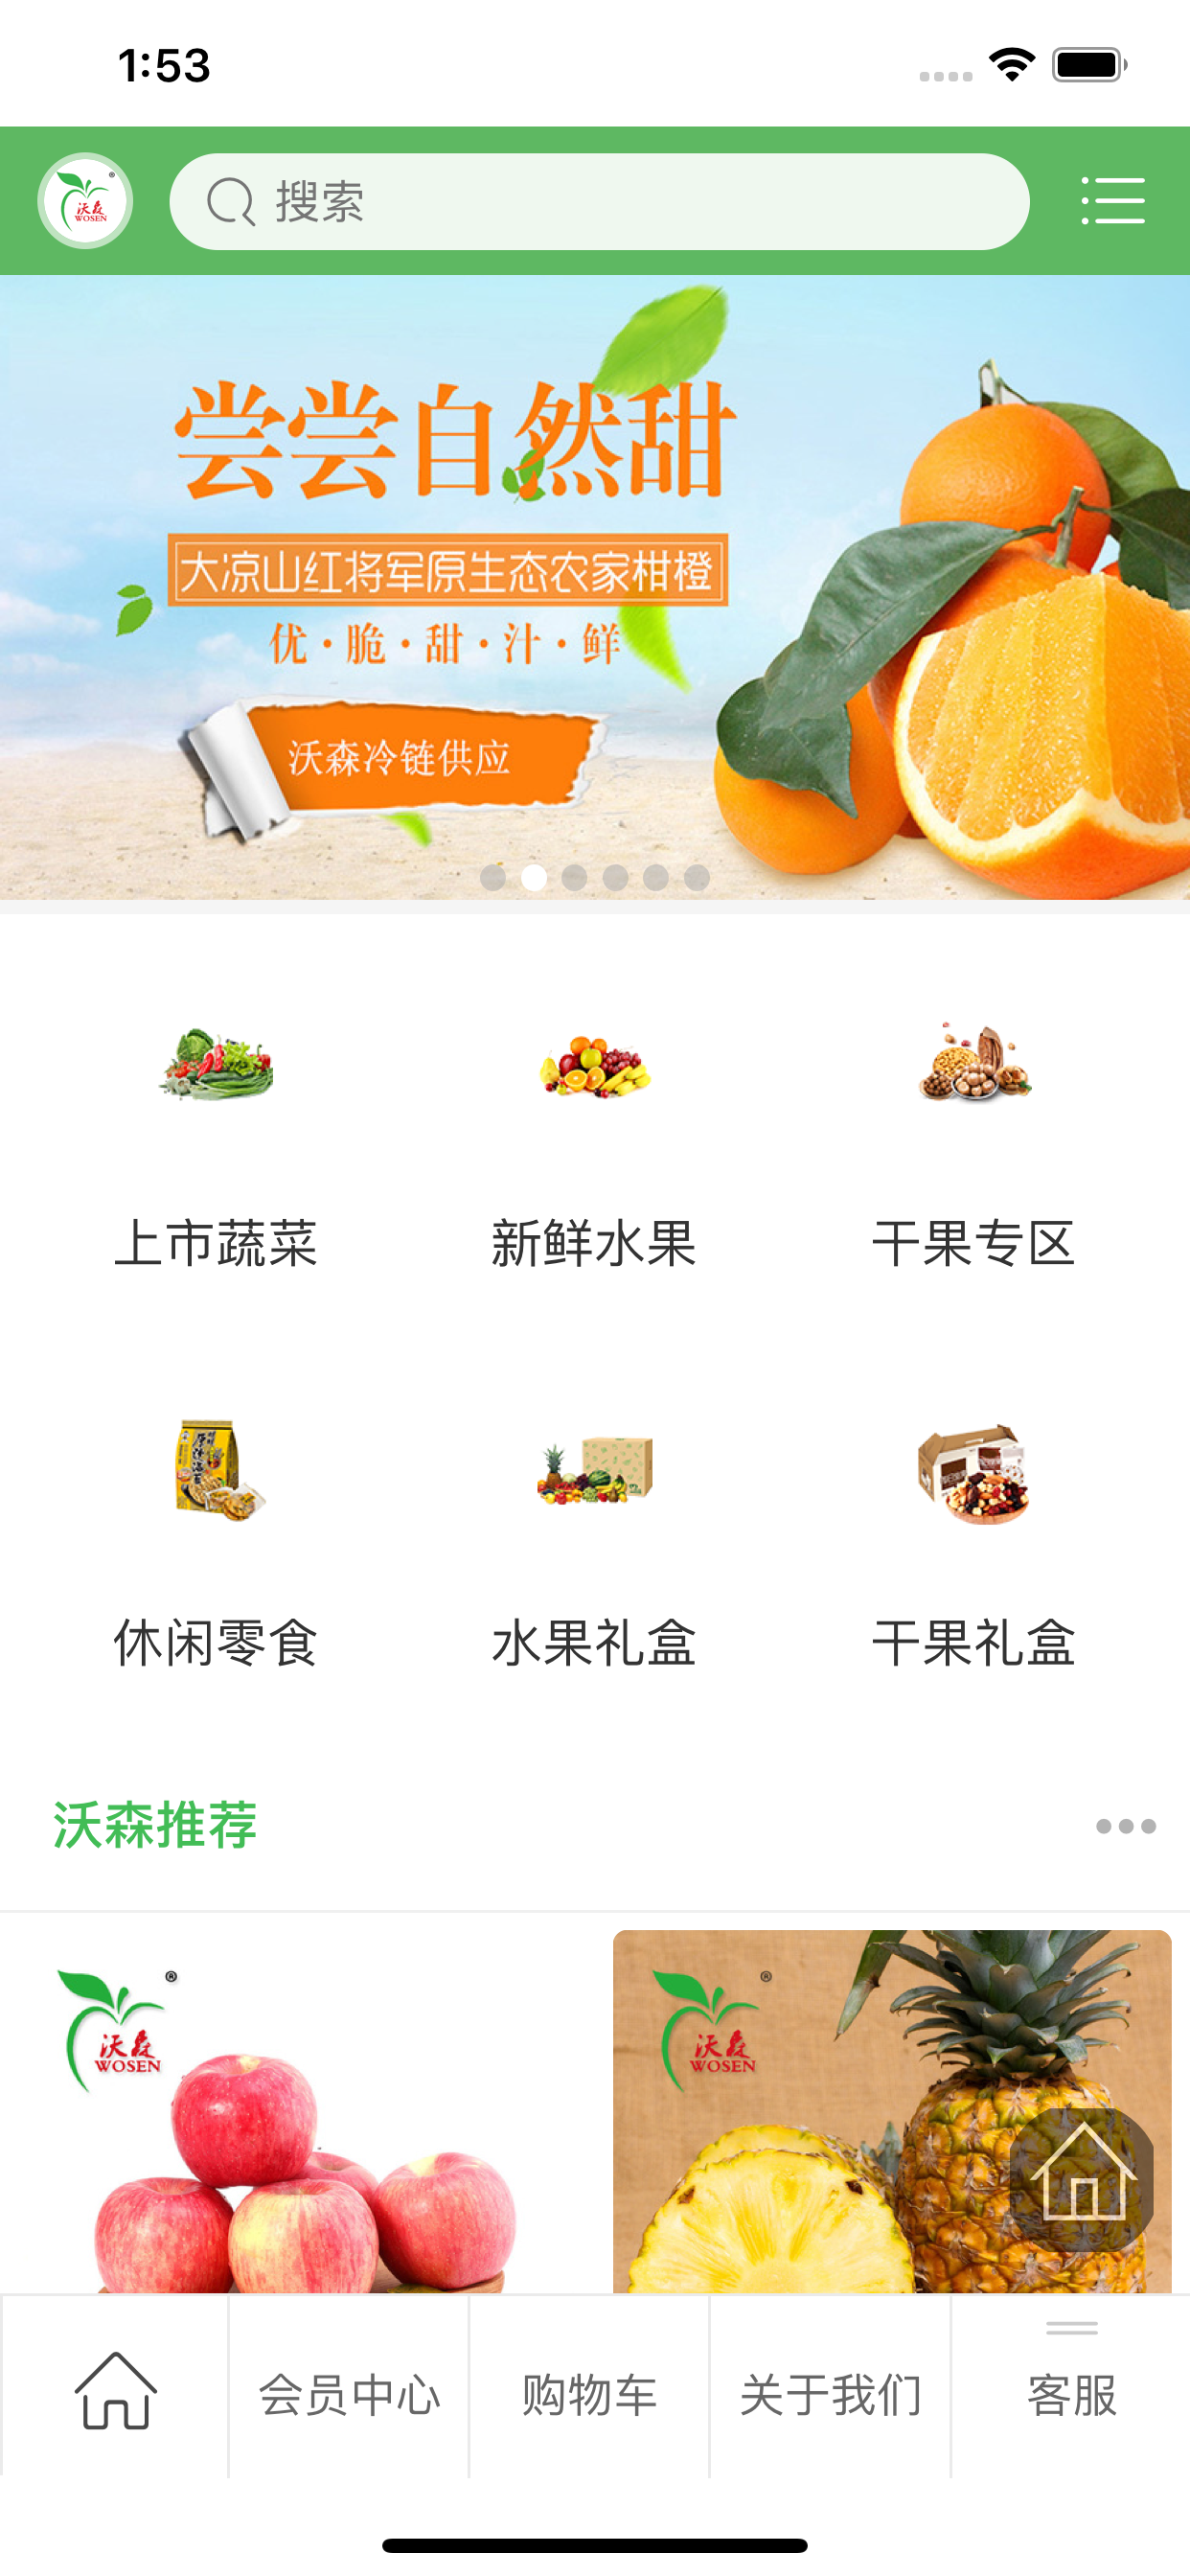 1:53
沃森
WOSEN
搜索
尝尝自然甜
大凉山红将军原生态农家柑橙
优·脆·甜·汁·鲜
沃森冷链供应
上市蔬菜
新鲜水果
干果专区
休闲零食
水果礼盒
干果礼盒
沃森推荐
沃森
WOSEN
沃森
WOSEN
会员中心
购物车
关于我们
客服